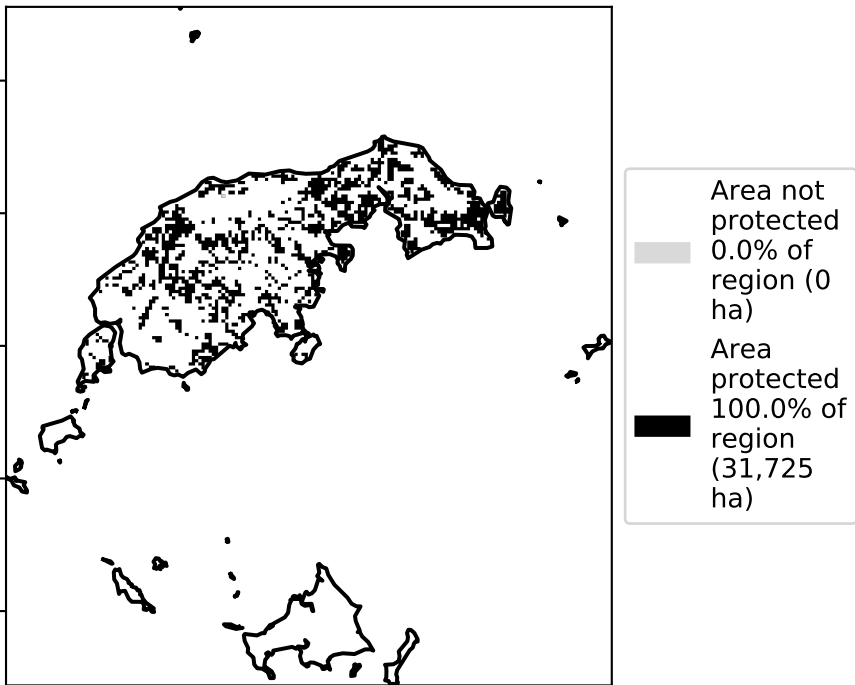 Area not
protected
0.0% of
region (0
ha)
Area
protected
100.0% of
region
(31,725
ha)